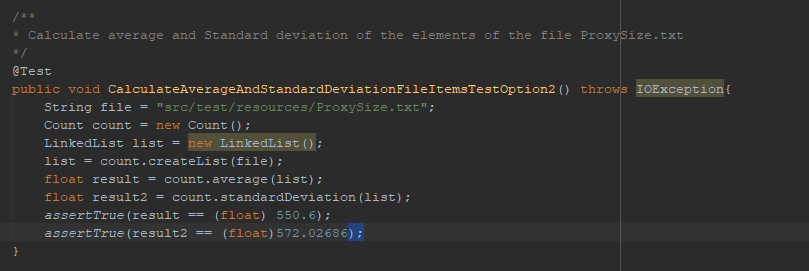 /**
* Calculate average and Standard deviation of the elements of the file ProxySize.txt
*/
@Test
public void CalculateAverageAndStandardDeviationFileItemsTestOption2() throws IOException{
String file = "src/test/resources/ProxySize.txt";
Count count = new Count();
LinkedList list = new LinkedList();
list = count.createList(file);
float result = count.average(list);
float result2 = count.standardDeviation(list);
assertTrue(result == (float) 550.6);
assertTrue(result2 == (float)572.02686);
}